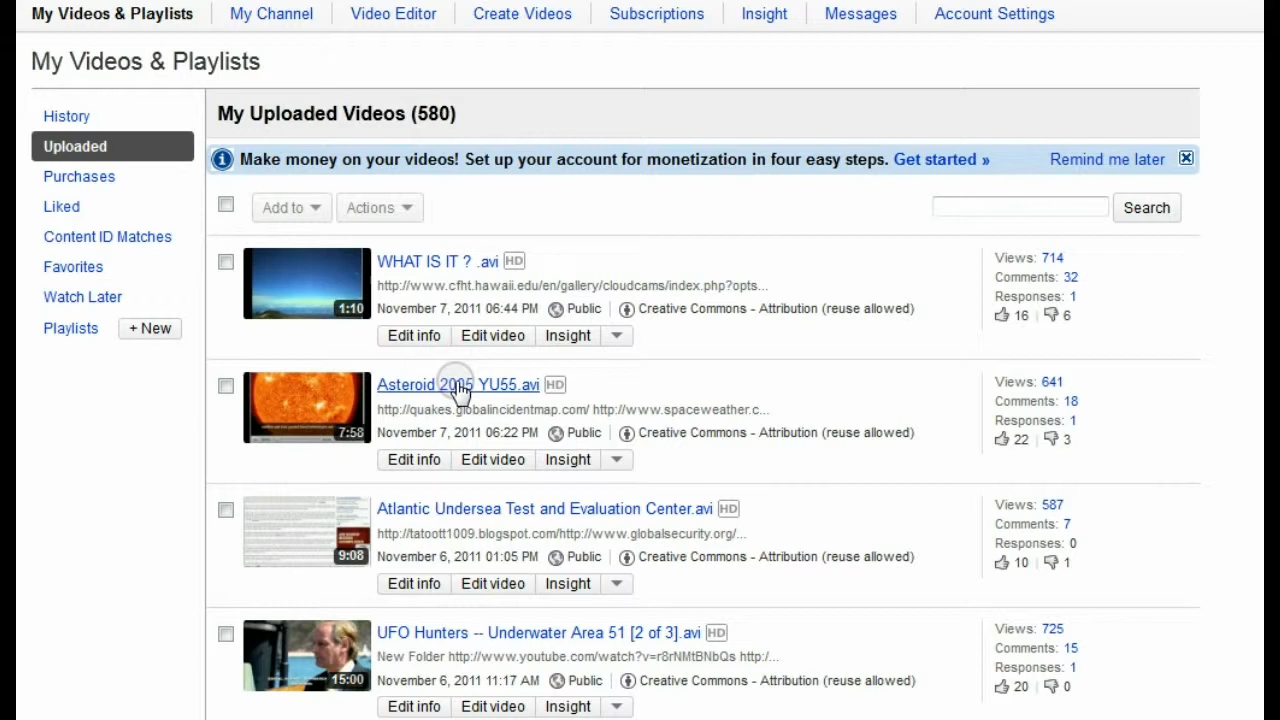 My Videos & Playlists My Channel Video Editor Create Videos Subscriptions Insight Messages Account Settings
My Videos & Playlists
History
Uploaded
Purchases
Liked
Content ID Matches
Favorites
Watch Later
Playlists + New
My Uploaded Videos (580)
Make money on your videos! Set up your account for monetization in four easy steps. Get started » Remind me later
Add to Actions Search
WHAT IS IT ? .avi HD
http://www.cfht.hawaii.edu/en/gallery/cloudcams/index.php?opts...
1:10
November 7, 2011 06:44 PM Public Creative Commons - Attribution (reuse allowed)
Edit info Edit video Insight
Views: 714
Comments: 32
Responses: 1
16 6
Asteroid 2005 YU55.avi HD
http://quakes.globalincidentmap.com/ http://www.spaceweather.c...
7:58
November 7, 2011 06:22 PM Public Creative Commons - Attribution (reuse allowed)
Edit info Edit video Insight
Views: 641
Comments: 18
Responses: 1
22 3
Atlantic Undersea Test and Evaluation Center.avi HD
http://tatoott1009.blogspot.com/http://www.globalsecurity.org/...
9:08
November 6, 2011 01:05 PM Public Creative Commons - Attribution (reuse allowed)
Edit info Edit video Insight
Views: 587
Comments: 7
Responses: 0
10 1
UFO Hunters -- Underwater Area 51 [2 of 3].avi HD
New Folder http://www.youtube.com/watch?v=r8rNMtBNbQs http:/...
15:00
November 6, 2011 11:17 AM Public Creative Commons - Attribution (reuse allowed)
Edit info Edit video Insight
Views: 725
Comments: 15
Responses: 1
20 0